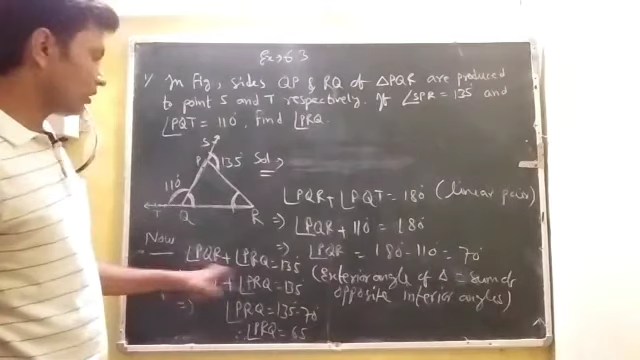 Ex→6.3
1) In Fig, sides QP & RQ of △PQR are produced
to point S and T respectively. If ∠SPR = 135° and
∠PQT = 110°. Find ∠PRQ.
S
P 135° Sol →
110°
T Q R
∠PQR + ∠PQT = 180° (linear pair)
⇒ ∠PQR + 110° = 180°
⇒ ∠PQR = 180° - 110° = 70°
Now
∠PQR + ∠PRQ = 135°
(Exterior angle of △ = sum of
opposite interior angles)
+ ∠PRQ = 135
⇒ ∠PRQ = 135-70°
∴ ∠PRQ = 65